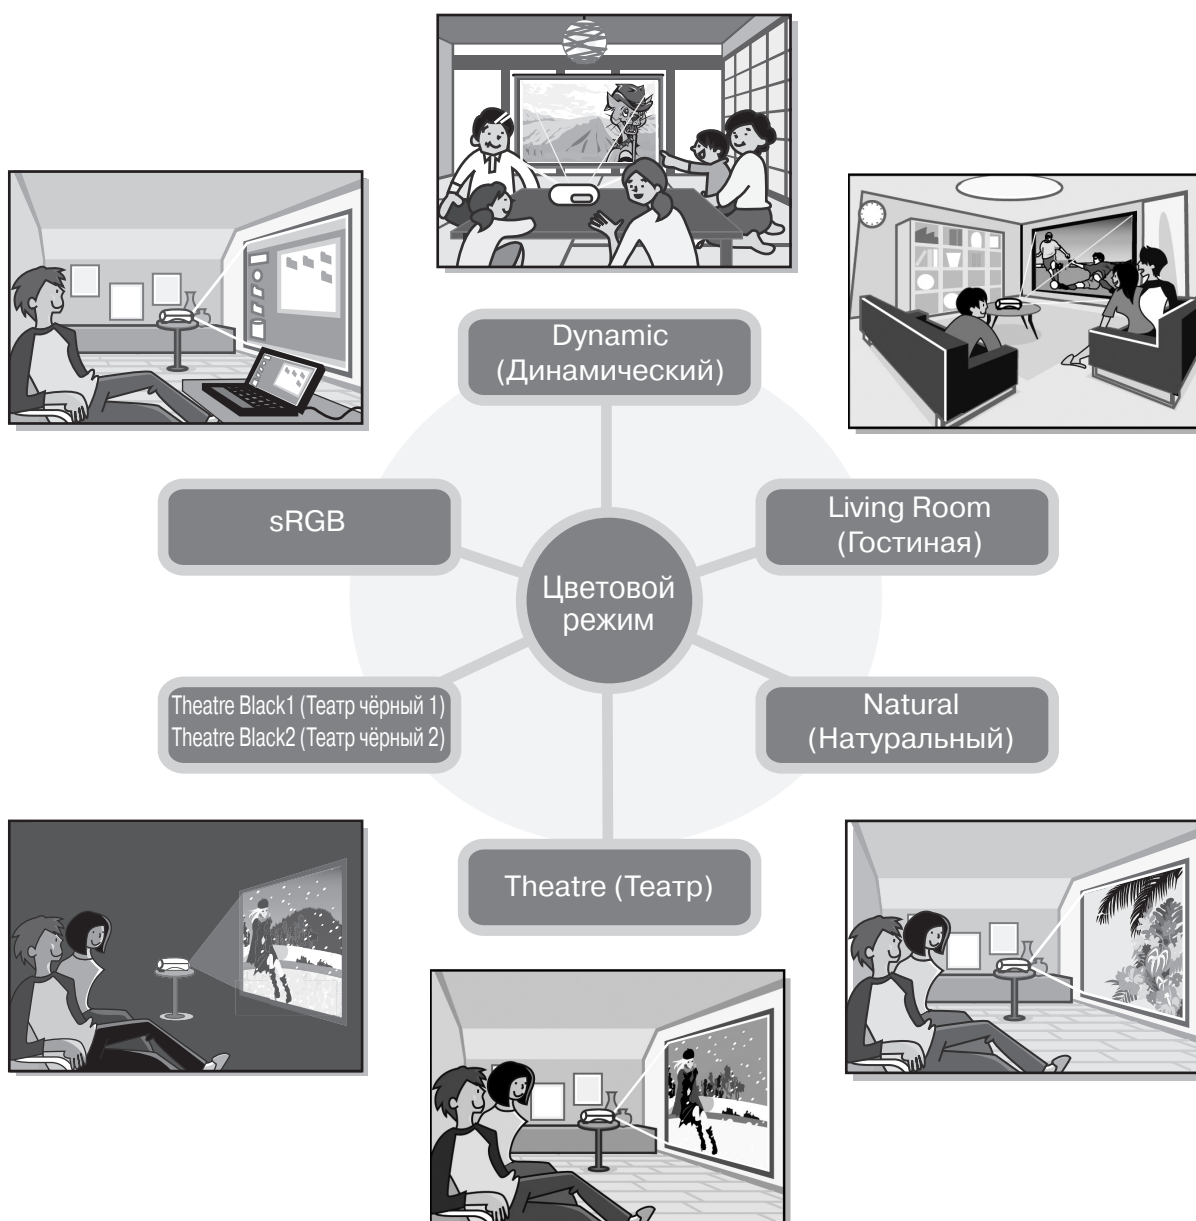 Dynamic
(Динамический)
sRGB
Living Room
(Гостиная)
Цветовой
режим
Theatre Black1 (Театр чёрный 1)
Theatre Black2 (Театр чёрный 2)
Natural
(Натуральный)
Theatre (Театр)